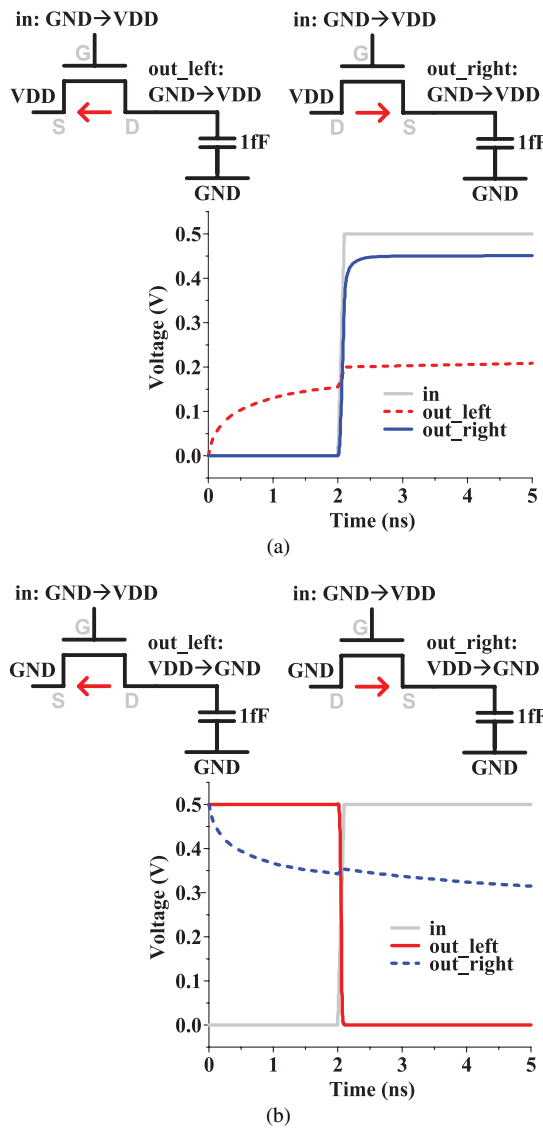 in: GND→VDD
in: GND→VDD
G
out_left:
G
out_right:
VDD
GND→VDD
VDD
GND→VDD
S
D
D
S
1fF
1fF
GND
GND
Voltage (V)
0.5
0.4
0.3
0.2
0.1
0.0
in
out_left
out_right
0 1 2 3 4 5
Time (ns)
(a)
in: GND→VDD
in: GND→VDD
G
out_left:
G
out_right:
GND
VDD→GND
GND
VDD→GND
S
D
D
S
1fF
1fF
GND
GND
Voltage (V)
0.5
0.4
0.3
0.2
0.1
0.0
in
out_left
out_right
0 1 2 3 4 5
Time (ns)
(b)